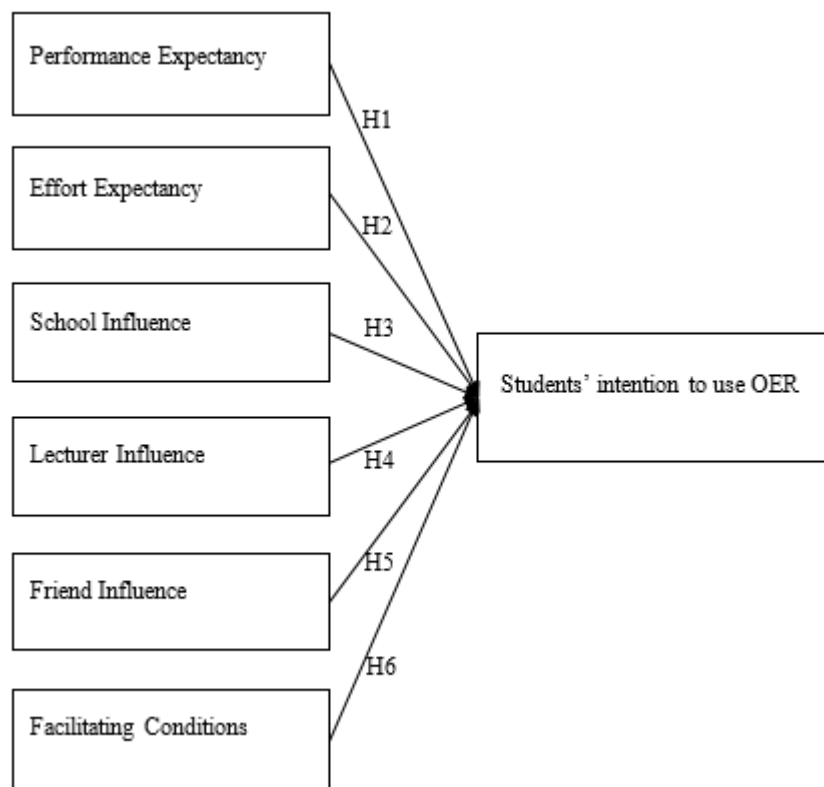 Performance Expectancy
H1
Effort Expectancy
H2
School Influence
H3
Students’ intention to use OER
Lecturer Influence
H4
Friend Influence
H5
H6
Facilitating Conditions